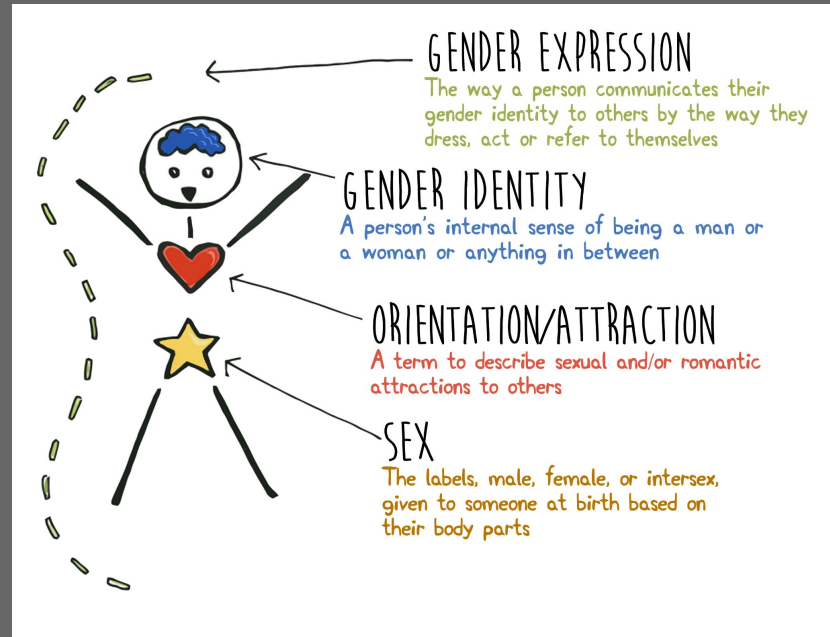 GENDER EXPRESSION
The way a person communicates their
gender identity to others by the way they
dress, act or refer to themselves
GENDER IDENTITY
A person's internal sense of being a man or
a woman or anything in between
ORIENTATION/ATTRACTION
A term to describe sexual and/or romantic
attractions to others
SEX
The labels, male, female, or intersex,
given to someone at birth based on
their body parts